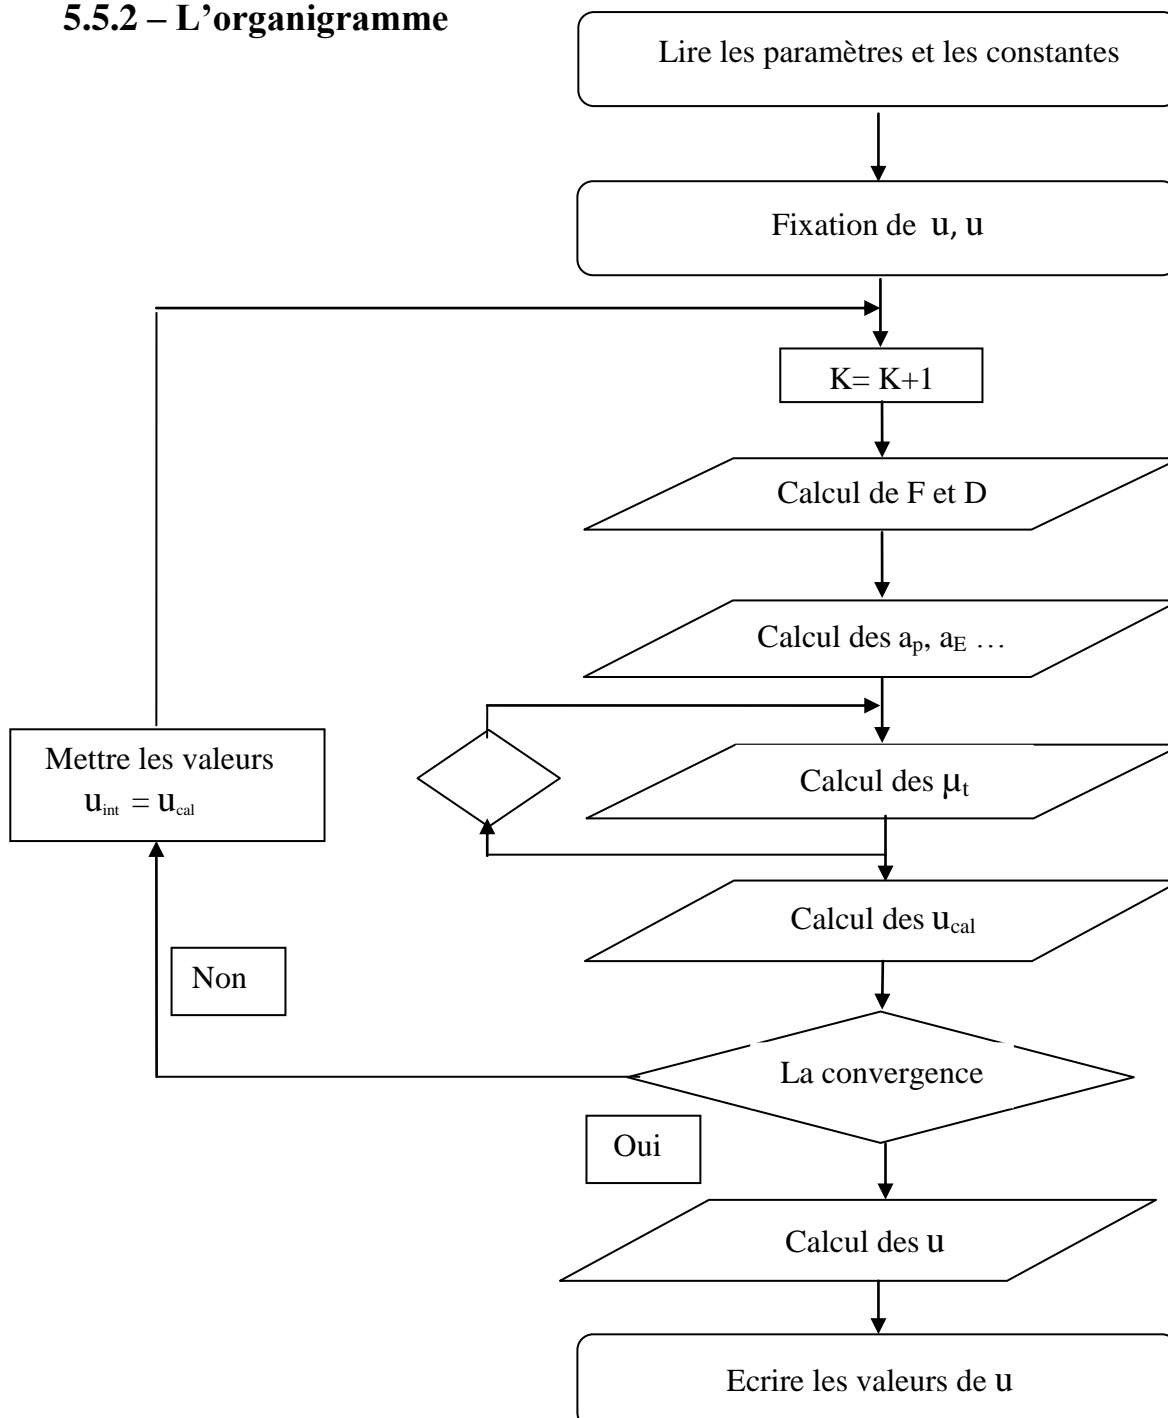 5.5.2 – L’organigramme
Lire les paramètres et les constantes
Fixation de u, u
K= K+1
Calcul de F et D
Calcul des ap, aE …
Mettre les valeurs
uint = ucal
Calcul des μt
Calcul des ucal
Non
La convergence
Oui
Calcul des u
Ecrire les valeurs de u